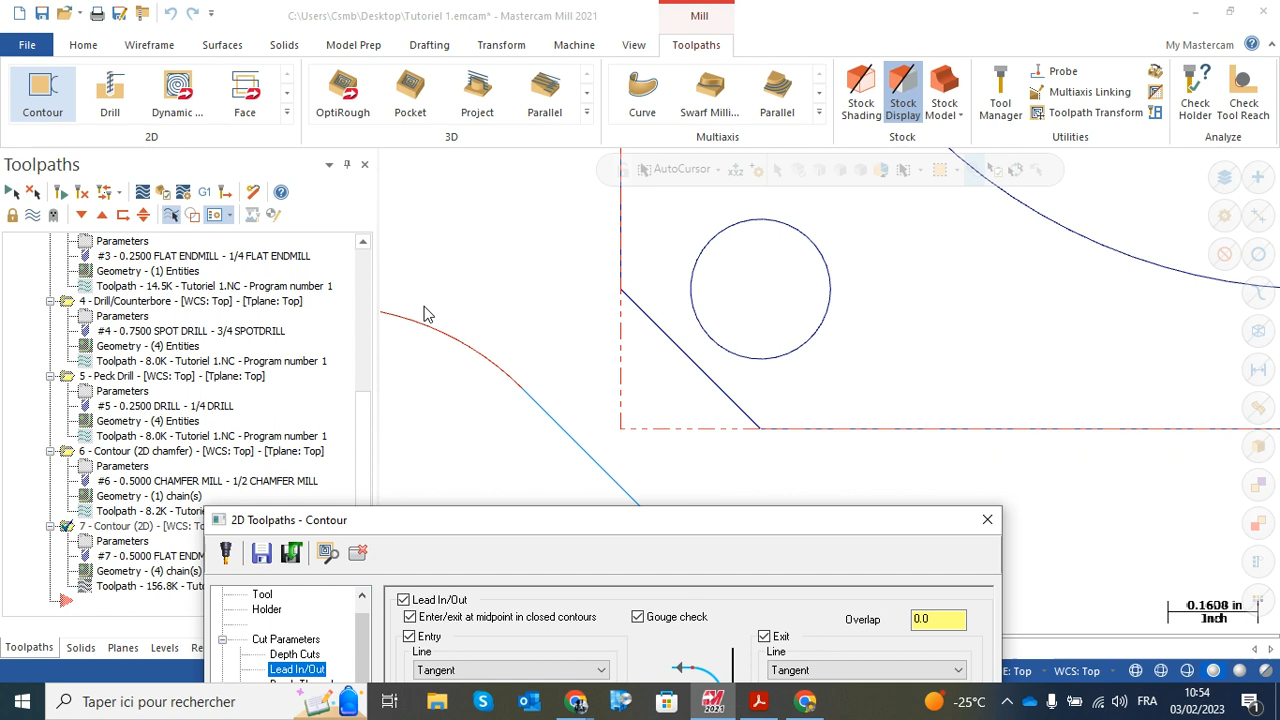 C:\Users\Csmb\Desktop\Tutoriel 1.emcam* - Mastercam Mill 2021
Mill
File Home Wireframe Surfaces Solids Model Prep Drafting Transform Machine View Toolpaths My Mastercam
Contour Drill Dynamic ... Face
2D
OptiRough Pocket Project Parallel
3D
Curve Swarf Milli... Parallel
Multiaxis
Stock Shading Stock Display Stock Model
Stock
Tool Manager Probe
Multiaxis Linking
Toolpath Transform
Utilities
Check Holder Check Tool Reach
Analyze
Toolpaths
AutoCursor
G1
Parameters
#3 - 0.2500 FLAT ENDMILL - 1/4 FLAT ENDMILL
Geometry - (1) Entities
Toolpath - 14.5K - Tutoriel 1.NC - Program number 1
4 - Drill/Counterbore - [WCS: Top] - [Tplane: Top]
Parameters
#4 - 0.7500 SPOT DRILL - 3/4 SPOTDRILL
Geometry - (4) Entities
Toolpath - 8.0K - Tutoriel 1.NC - Program number 1
5 - Peck Drill - [WCS: Top] - [Tplane: Top]
Parameters
#5 - 0.2500 DRILL - 1/4 DRILL
Geometry - (4) Entities
Toolpath - 8.0K - Tutoriel 1.NC - Program number 1
6 - Contour (2D chamfer) - [WCS: Top] - [Tplane: Top]
Parameters
#6 - 0.5000 CHAMFER MILL - 1/2 CHAMFER MILL
Geometry - (1) chain(s)
Toolpath - 8.2K -
7 - Contour (2D) - [WCS:
Parameters
#7 - 0.5000 FLAT ENDM
Geometry - (4) chain(s)
Toolpath - 156.8K -
2D Toolpaths - Contour
Tool
Holder
Cut Parameters
Depth Cuts
Lead In/Out
Lead In/Out
Enter/exit at midpoint in closed contours Gouge check Overlap 0.0
Entry Exit
Line Line
Tangent Tangent
0.1608 in
Inch
Toolpaths Solids Planes Levels Re
E: Top WCS: Top
Taper ici pour rechercher
2021
-25°C
FRA
10:54
03/02/2023
1